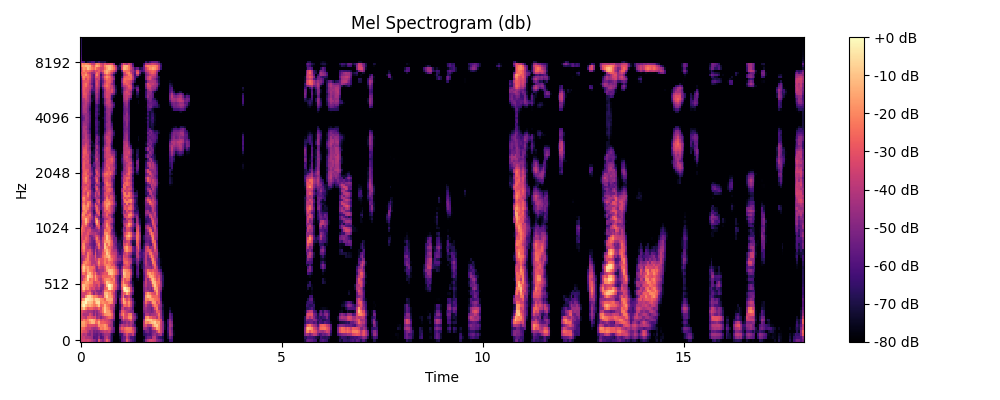 Mel Spectrogram (db)
Hz
8192
4096
2048
1024
512
0
0 5 10 15
Time
+0 dB
-10 dB
-20 dB
-30 dB
-40 dB
-50 dB
-60 dB
-70 dB
-80 dB